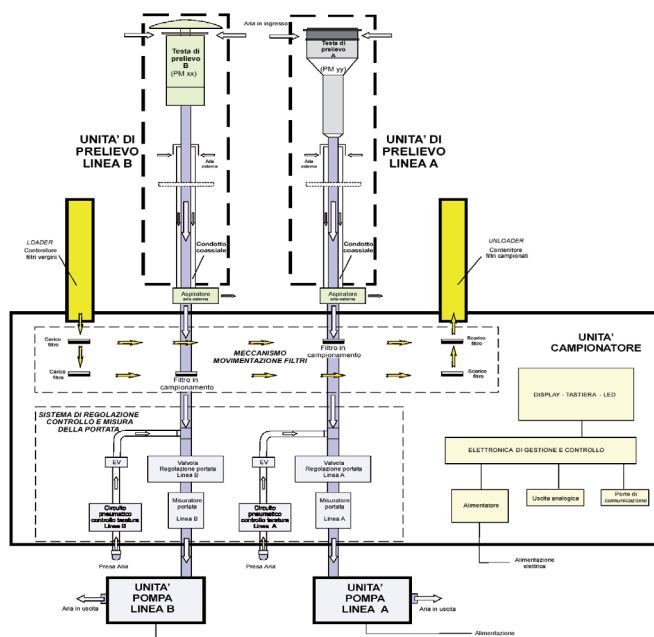 Aria in ingresso
Testa di
prelievo
B
(PM xx)
Testa di
prelievo
A
(PM yy)
UNITA' DI
PRELIEVO
LINEA B
UNITA' DI
PRELIEVO
LINEA A
Aria
esterna
Aria
esterna
LOADER
Contenitore
filtri vergini
UNLOADER
Contenitore
filtri campionati
Condotto
coassiale
Condotto
coassiale
Aspiratore
aria esterna
Aspiratore
aria esterna
UNITA'
CAMPIONATORE
Carico
filtro
Scarico
filtro
MECCANISMO
MOVIMENTAZIONE FILTRI
Filtro in
campionamento
Carico
filtro
Scarico
filtro
Filtro in
campionamento
SISTEMA DI REGOLAZIONE
CONTROLLO E MISURA
DELLA PORTATA
DISPLAY - TASTIERA - LED
ELETTRONICA DI GESTIONE E CONTROLLO
EV
Valvola
Regolazione portata
Linea B
EV
Valvola
Regolazione portata
Linea A
Alimentatore
Uscita analogica
Porte di
comunicazione
Circuito
pneumatico
controllo taratura
Linea B
Misuratore
portata
Linea B
Circuito
pneumatico
controllo taratura
Linea A
Misuratore
portata
Linea A
Presa Aria
Presa Aria
Alimentazione
elettrica
UNITA'
POMPA
LINEA B
UNITA'
POMPA
LINEA A
Aria in uscita
Aria in uscita
Alimentazione